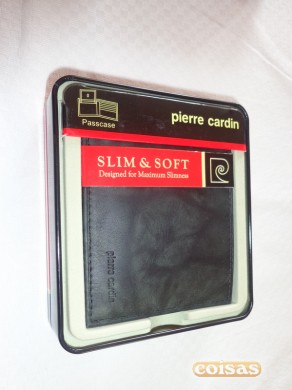 Passcase
pierre cardin
SLIM & SOFT
Designed for Maximum Slimness
pierre cardin
coisas